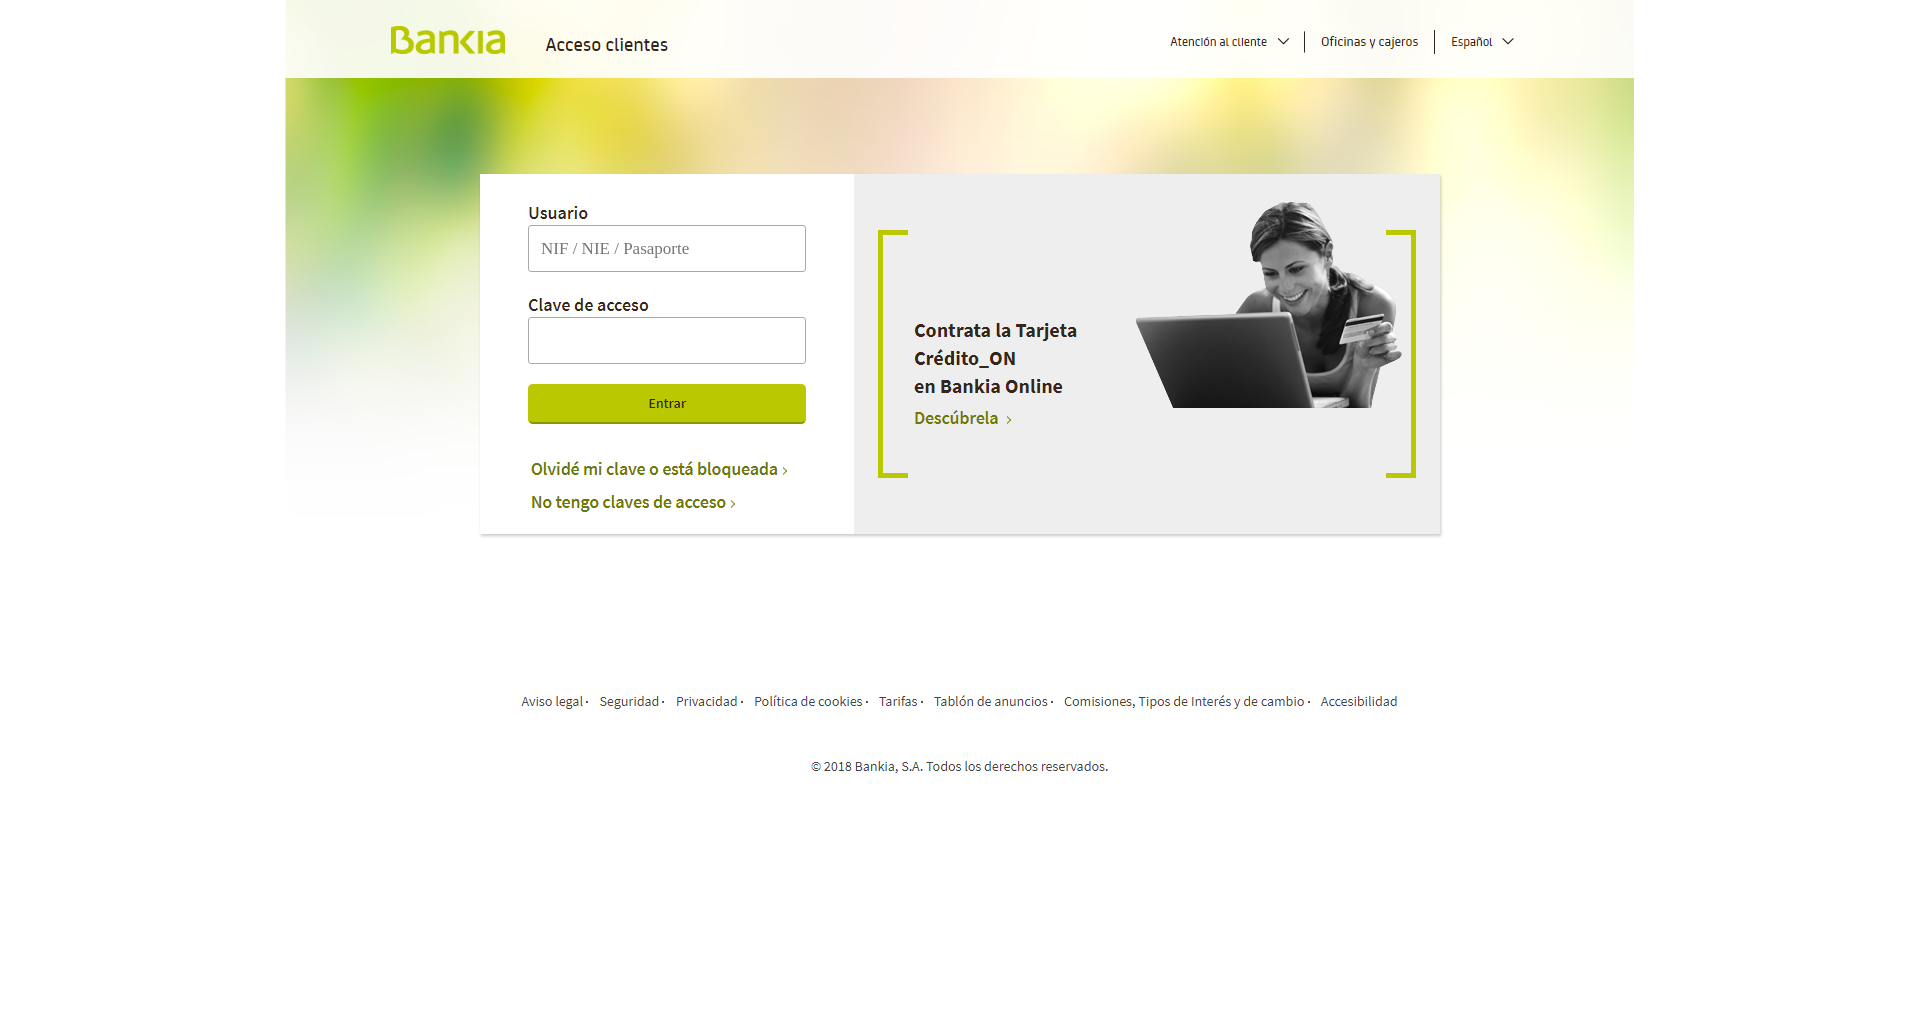 Bankia
Acceso clientes
Atención al cliente
Oficinas y cajeros
Español
Usuario
NIF / NIE / Pasaporte
Clave de acceso
Entrar
Olvidé mi clave o está bloqueada ›
No tengo claves de acceso ›
Contrata la Tarjeta
Crédito_ON
en Bankia Online
Descúbrela ›
Aviso legal · Seguridad · Privacidad · Política de cookies · Tarifas · Tablón de anuncios · Comisiones, Tipos de Interés y de cambio · Accesibilidad
© 2018 Bankia, S.A. Todos los derechos reservados.